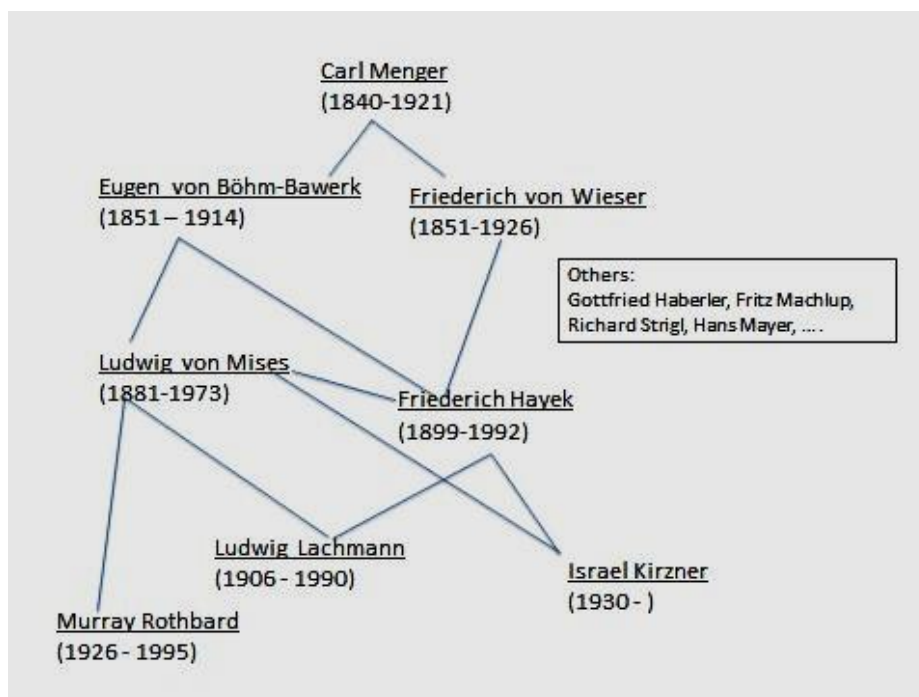 Carl Menger
(1840-1921)
Eugen von Böhm-Bawerk
(1851 – 1914)
Friederich von Wieser
(1851-1926)
Others:
Gottfried Haberler, Fritz Machlup,
Richard Strigl, Hans Mayer, ....
Ludwig von Mises
(1881-1973)
Friederich Hayek
(1899-1992)
Ludwig Lachmann
(1906 - 1990)
Israel Kirzner
(1930 - )
Murray Rothbard
(1926 - 1995)